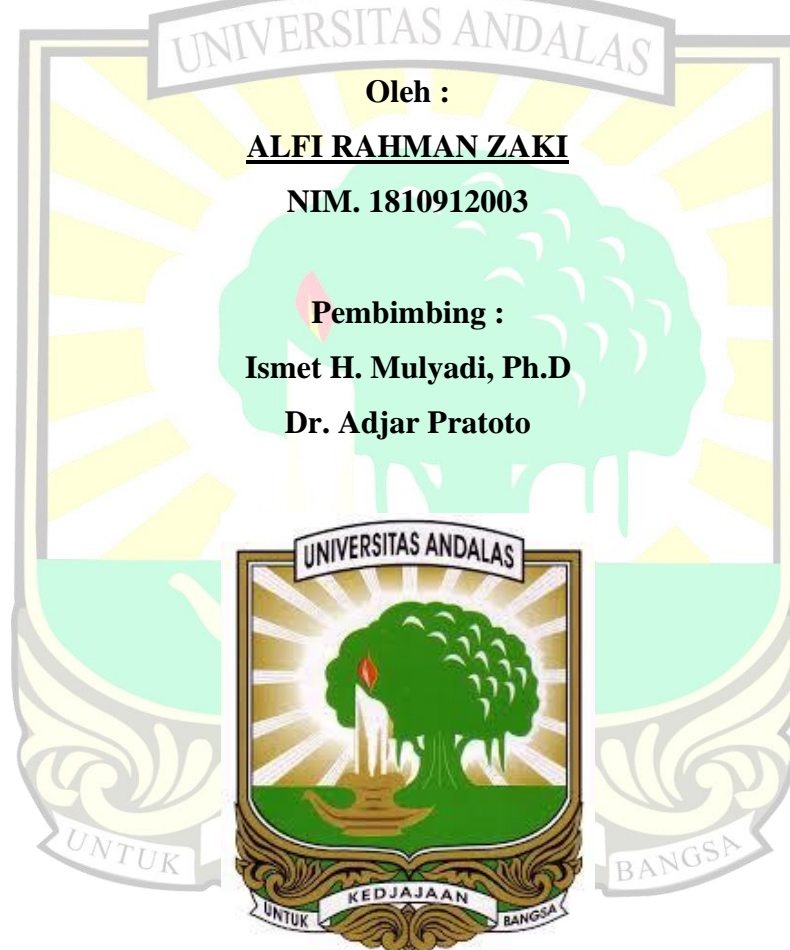 UNIVERSITAS ANDALAS
Oleh :
ALFI RAHMAN ZAKI
NIM. 1810912003
Pembimbing :
Ismet H. Mulyadi, Ph.D
Dr. Adjar Pratoto
UNIVERSITAS ANDALAS
UNTUK BANGSA
UNTUK KEDJAJAAN BANGSA